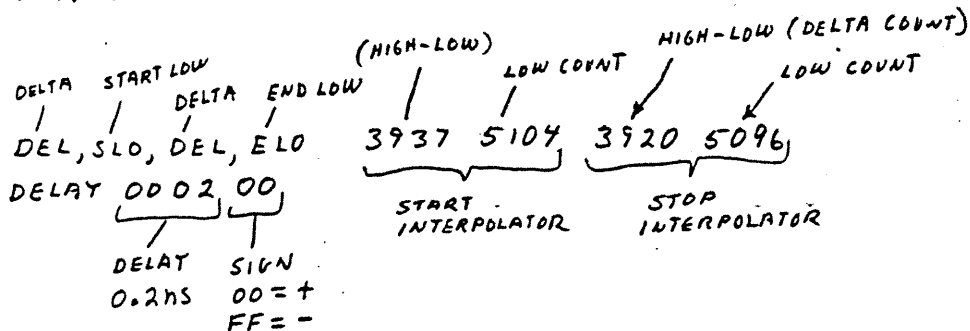 (HIGH-LOW)
HIGH-LOW (DELTA COUNT)
LOW COUNT
LOW COUNT
DELTA START LOW
DELTA END LOW
DEL, SLO, DEL, ELO 3937 5104 3920 5096
DELAY 0002 00
START INTERPOLATOR
STOP INTERPOLATOR
DELAY SIGN
0.2ns 00 = +
FF = -